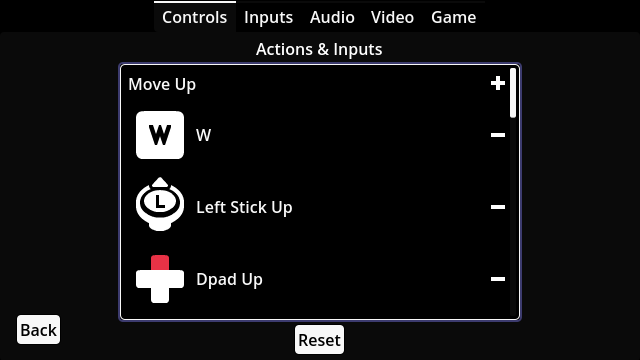 Controls Inputs Audio Video Game
Actions & Inputs
Move Up
W W
L Left Stick Up
Dpad Up
Back
Reset